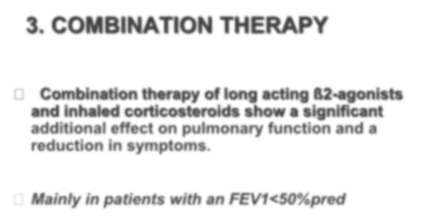 3. COMBINATION THERAPY
Combination therapy of long acting ß2-agonists
and inhaled corticosteroids show a significant
additional effect on pulmonary function and a
reduction in symptoms.
Mainly in patients with an FEV1<50%pred